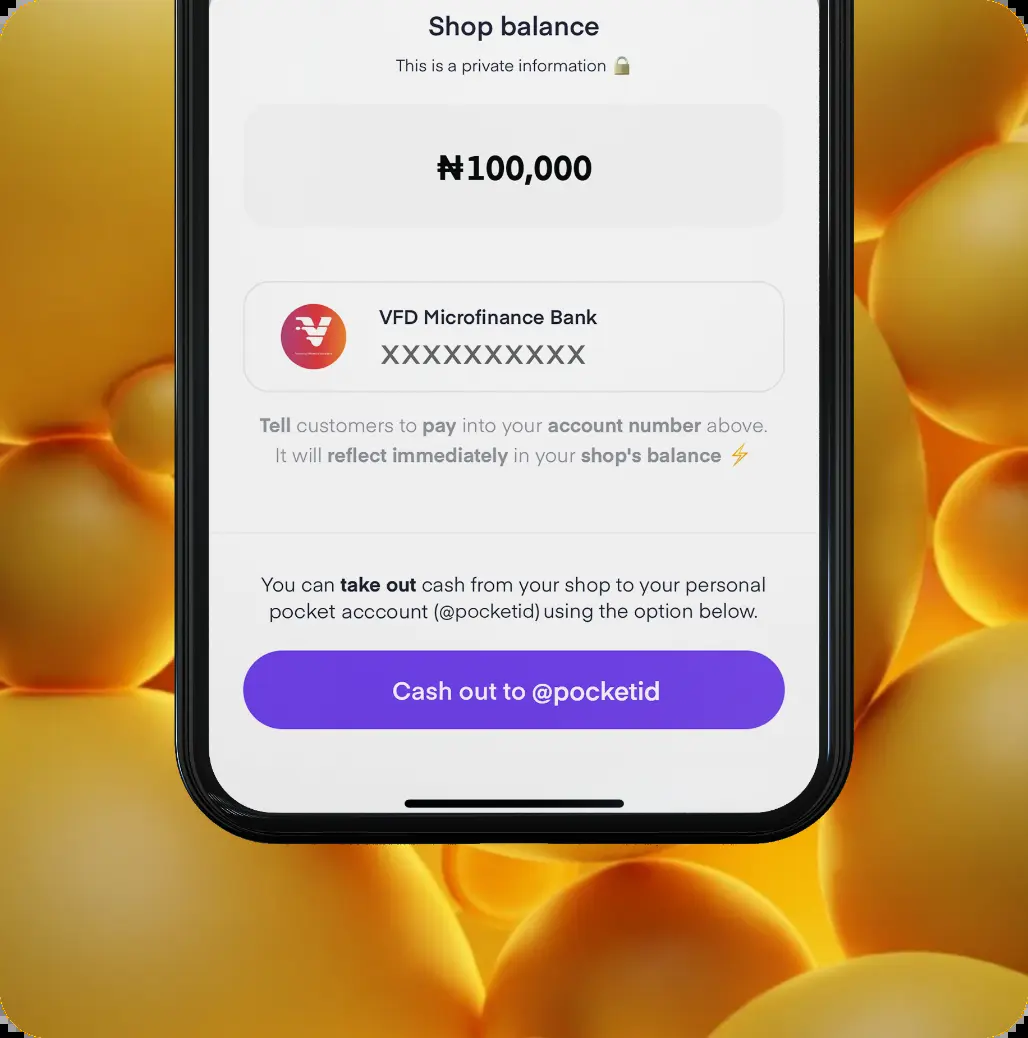 Shop balance
This is a private information 🔒
₦100,000
VFD Microfinance Bank
XXXXXXXXXX
Tell customers to pay into your account number above.
It will reflect immediately in your shop's balance ⚡
You can take out cash from your shop to your personal
pocket acccount (@pocketid) using the option below.
Cash out to @pocketid